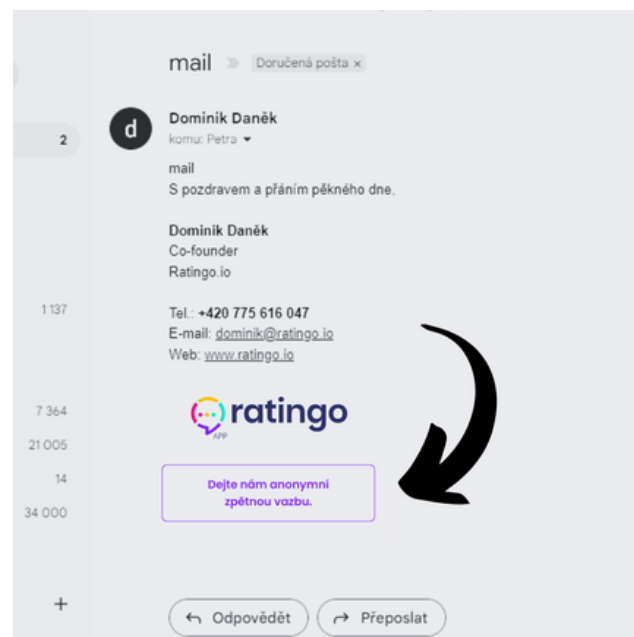 mail Doručená pošta x
2
d
Dominik Daněk
komu: Petra
mail
S pozdravem a přáním pěkného dne,
Dominik Daněk
Co-founder
Ratingo.io
1 137
Tel.: +420 775 616 047
E-mail: dominik@ratingo.io
Web: www.ratingo.io
7 364
ratingo
APP
21 005
14
Dejte nám anonymní
zpětnou vazbu.
34 000
+
Odpovědět
Přeposlat